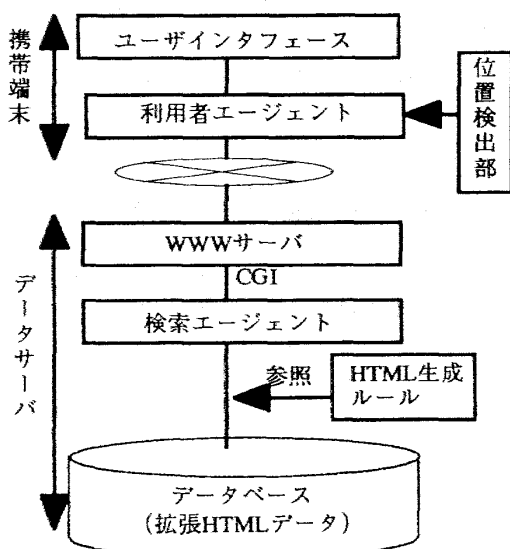 携帯端末
ユーザインタフェース
利用者エージェント
位置検出部
WWWサーバ
CGI
検索エージェント
データサーバ
参照
HTML生成
ルール
データベース
(拡張HTMLデータ)